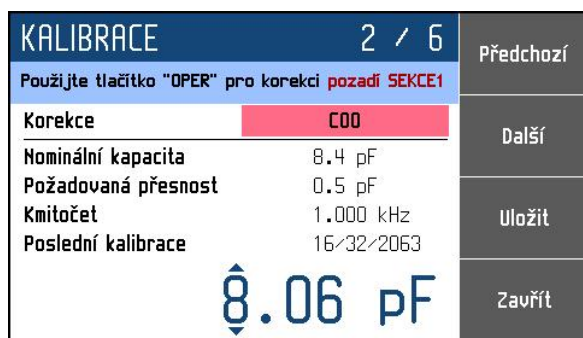 KALIBRACE 2 / 6
Použijte tlačítko "OPER" pro korekci pozadí SEKCE1
Korekce C00
Nominální kapacita 8.4 pF
Požadovaná přesnost 0.5 pF
Kmitočet 1.000 kHz
Poslední kalibrace 16/32/2063
8.06 pF
Předchozí
Další
Uložit
Zavřít